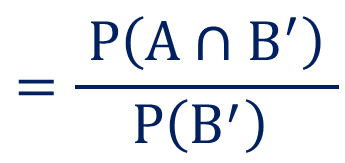 = P(A ∩ B′)
P(B′)